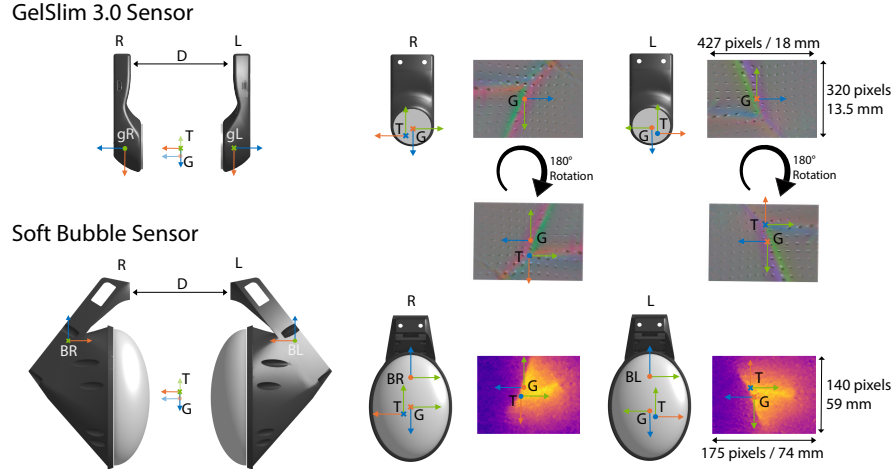 GelSlim 3.0 Sensor
R
L
D
gR
gL
T
G
R
T
G
G
L
G
T
427 pixels / 18 mm
G
320 pixels
13.5 mm
180°
Rotation
180°
Rotation
G
T
T
G
Soft Bubble Sensor
R
L
D
BR
BL
T
G
R
BR
T
G
G
T
L
BL
G
T
T
G
140 pixels
59 mm
175 pixels / 74 mm